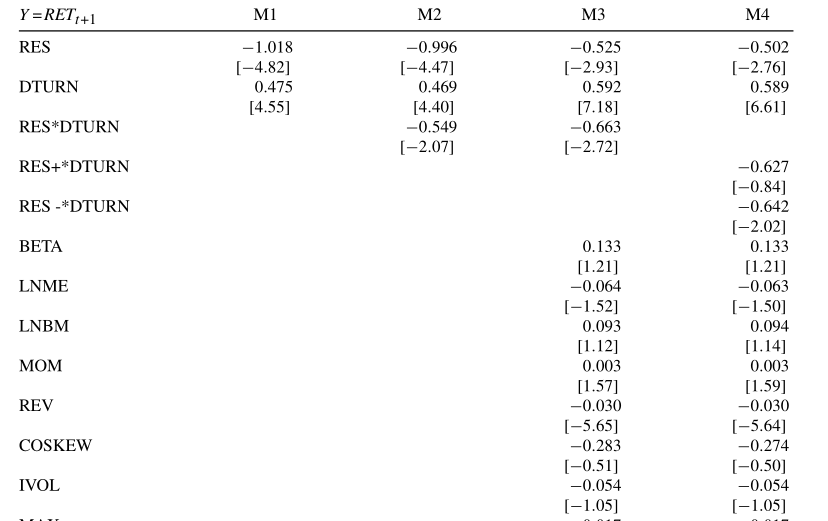 Y=RETt+1 M1 M2 M3 M4
RES −1.018 −0.996 −0.525 −0.502
[−4.82] [−4.47] [−2.93] [−2.76]
DTURN 0.475 0.469 0.592 0.589
[4.55] [4.40] [7.18] [6.61]
RES*DTURN −0.549 −0.663
[−2.07] [−2.72]
RES+*DTURN −0.627
[−0.84]
RES -*DTURN −0.642
[−2.02]
BETA 0.133 0.133
[1.21] [1.21]
LNME −0.064 −0.063
[−1.52] [−1.50]
LNBM 0.093 0.094
[1.12] [1.14]
MOM 0.003 0.003
[1.57] [1.59]
REV −0.030 −0.030
[−5.65] [−5.64]
COSKEW −0.283 −0.274
[−0.51] [−0.50]
IVOL −0.054 −0.054
[−1.05] [−1.05]